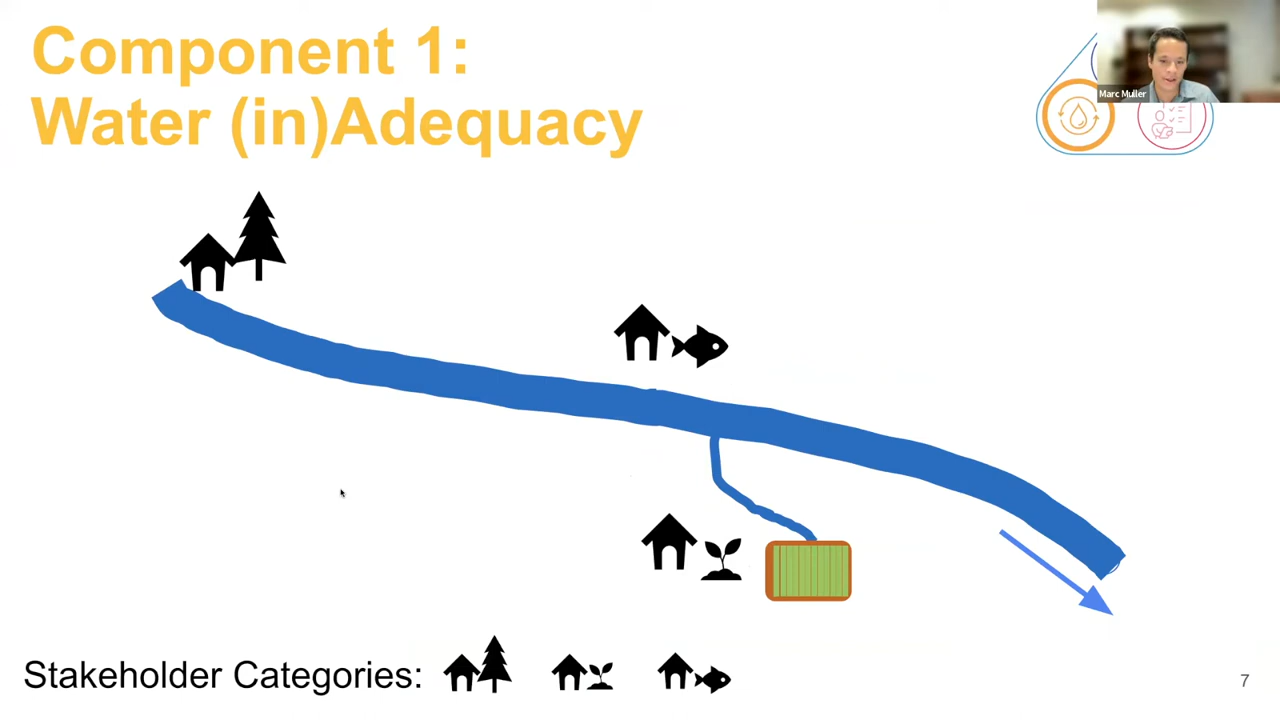 Component 1:
Water (in)Adequacy
Marc Muller
Stakeholder Categories:
7